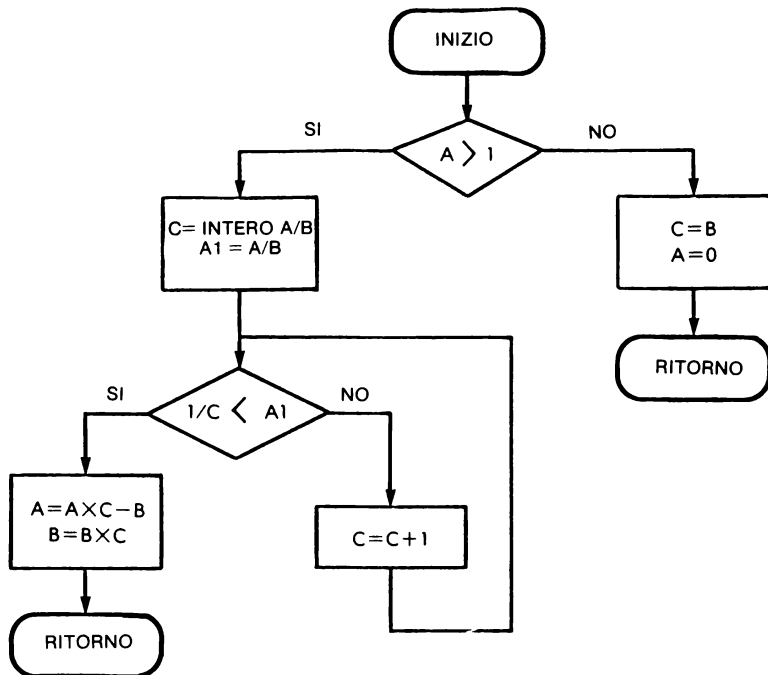 INIZIO
A > 1
SI
NO
C= INTERO A/B
A1 = A/B
C=B
A=0
RITORNO
1/C < A1
SI
NO
A=A×C−B
B=B×C
C=C+1
RITORNO